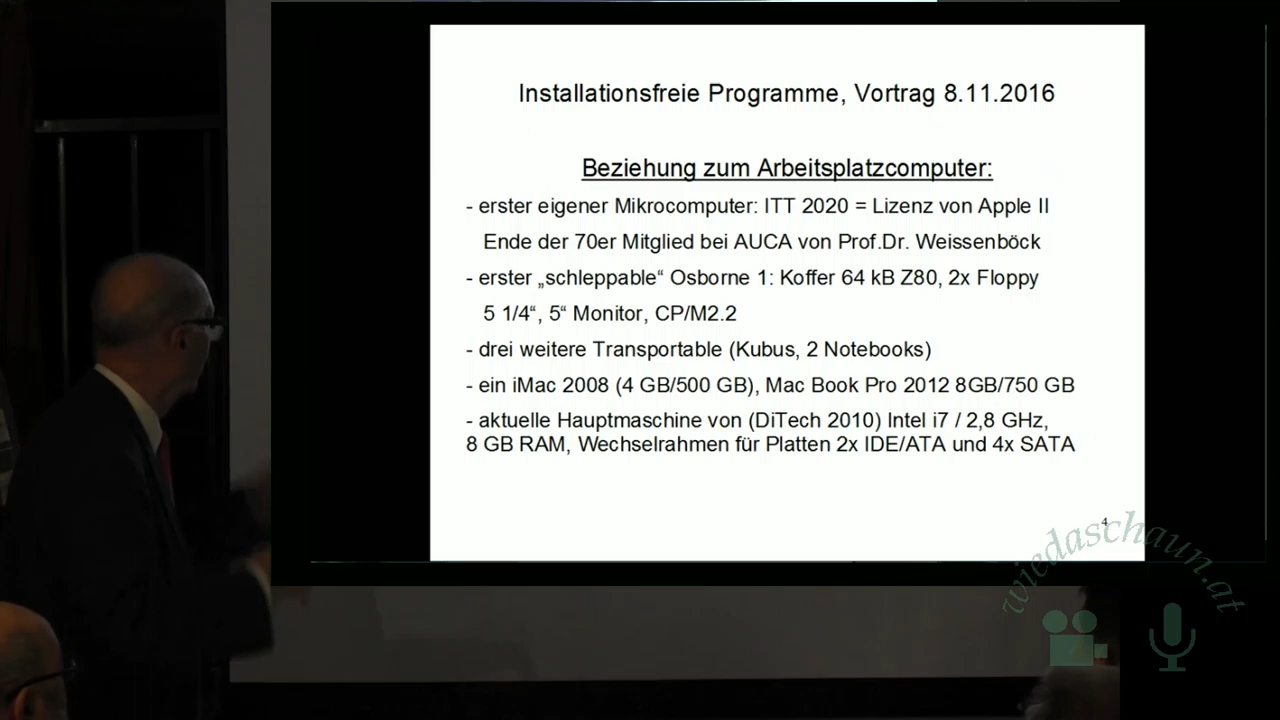 Installationsfreie Programme, Vortrag 8.11.2016
Beziehung zum Arbeitsplatzcomputer:
- erster eigener Mikrocomputer: ITT 2020 = Lizenz von Apple II
Ende der 70er Mitglied bei AUCA von Prof.Dr. Weissenböck
- erster „schleppable“ Osborne 1: Koffer 64 kB Z80, 2x Floppy
5 1/4“, 5“ Monitor, CP/M2.2
- drei weitere Transportable (Kubus, 2 Notebooks)
- ein iMac 2008 (4 GB/500 GB), Mac Book Pro 2012 8GB/750 GB
- aktuelle Hauptmaschine von (DiTech 2010) Intel i7 / 2,8 GHz,
8 GB RAM, Wechselrahmen für Platten 2x IDE/ATA und 4x SATA
4
wiedaschaun.at